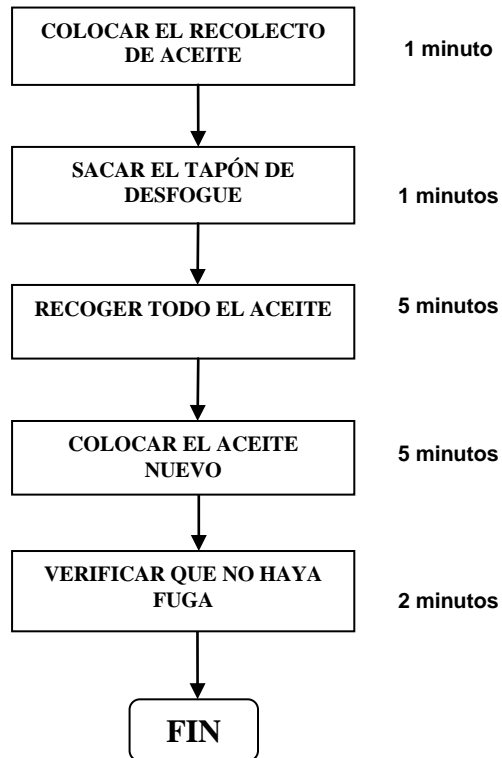 COLOCAR EL RECOLECTO
DE ACEITE
1 minuto
SACAR EL TAPÓN DE
DESFOGUE
1 minutos
RECOGER TODO EL ACEITE
5 minutos
COLOCAR EL ACEITE
NUEVO
5 minutos
VERIFICAR QUE NO HAYA
FUGA
2 minutos
FIN